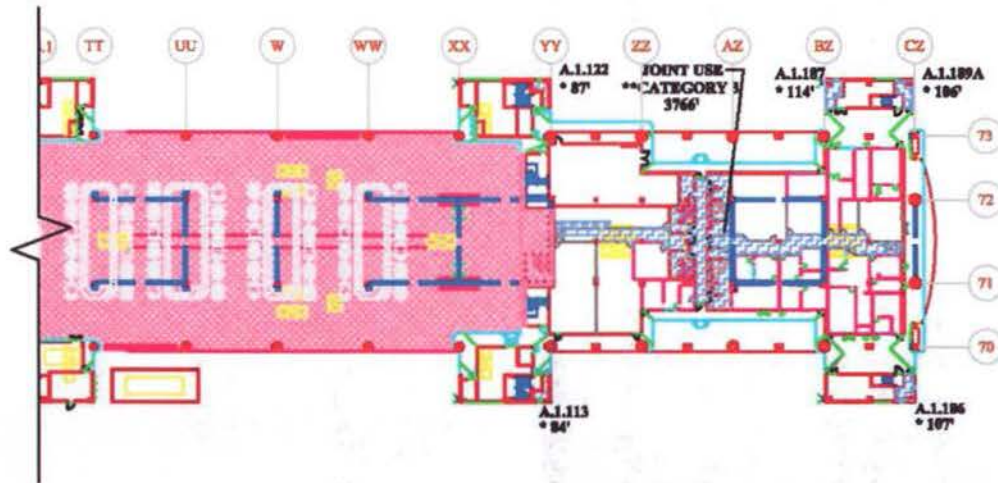 TT
UU
W
WW
XX
YY
ZZ
AZ
BZ
CZ
A.1.122
* 87'
JOINT USE
**CATEGORY 3
3766'
A.1.187
* 114'
A.1.189A
* 106'
73
72
71
70
A.1.113
* 84'
A.1.186
* 107'